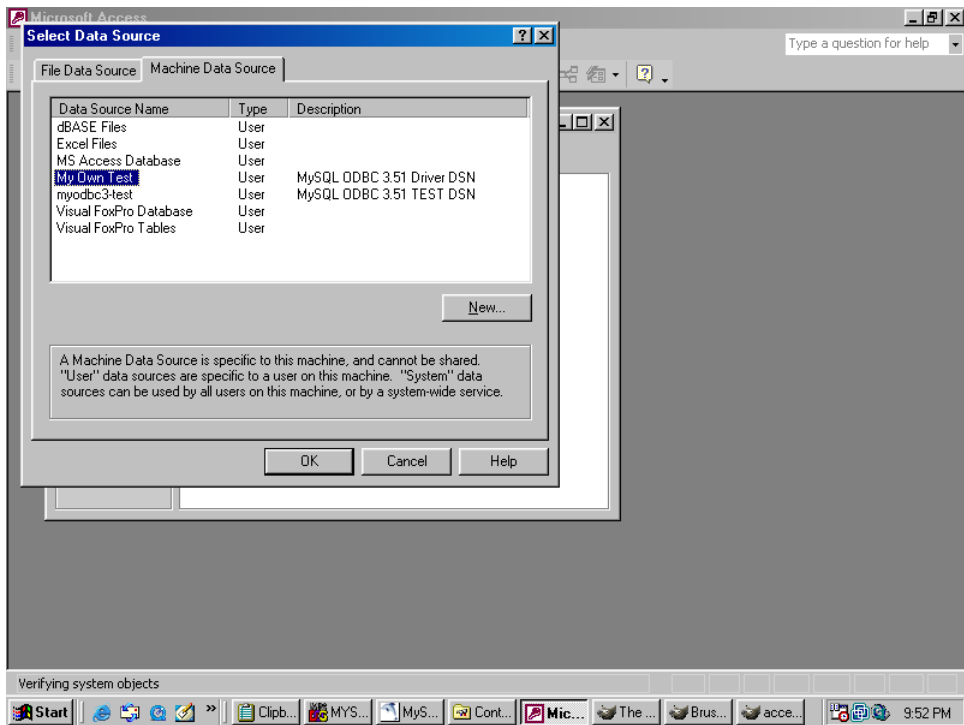 Microsoft Access
Select Data Source
Type a question for help
File Data Source
Machine Data Source
Data Source Name Type Description
dBASE Files User
Excel Files User
MS Access Database User
My Own Test User MySQL ODBC 3.51 Driver DSN
myodbc3-test User MySQL ODBC 3.51 TEST DSN
Visual FoxPro Database User
Visual FoxPro Tables User
New...
A Machine Data Source is specific to this machine, and cannot be shared.
"User" data sources are specific to a user on this machine. "System" data
sources can be used by all users on this machine, or by a system-wide service.
OK Cancel Help
Verifying system objects
Start » Clipb... MYS... MyS... Cont... Mic... The ... Brus... acce... 9:52 PM